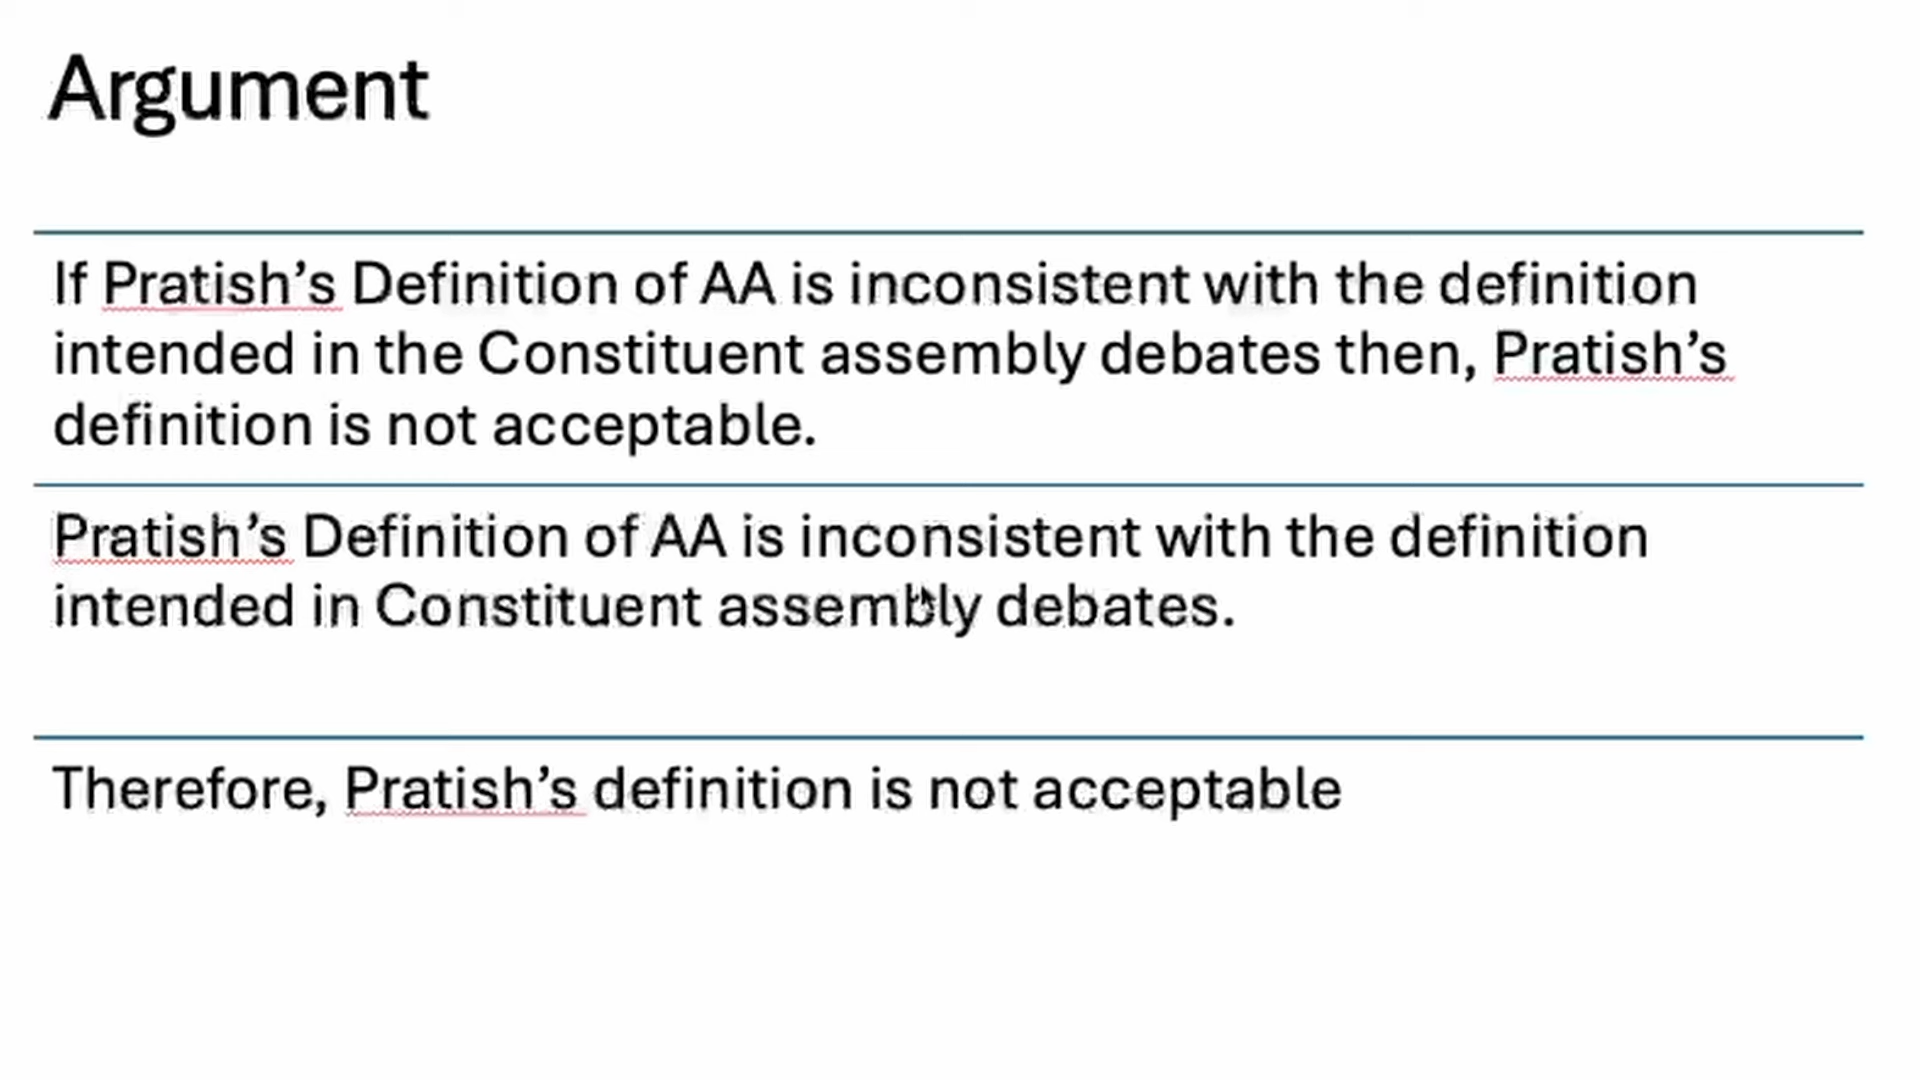 Argument
If Pratish’s Definition of AA is inconsistent with the definition
intended in the Constituent assembly debates then, Pratish’s
definition is not acceptable.
Pratish’s Definition of AA is inconsistent with the definition
intended in Constituent assembly debates.
Therefore, Pratish’s definition is not acceptable